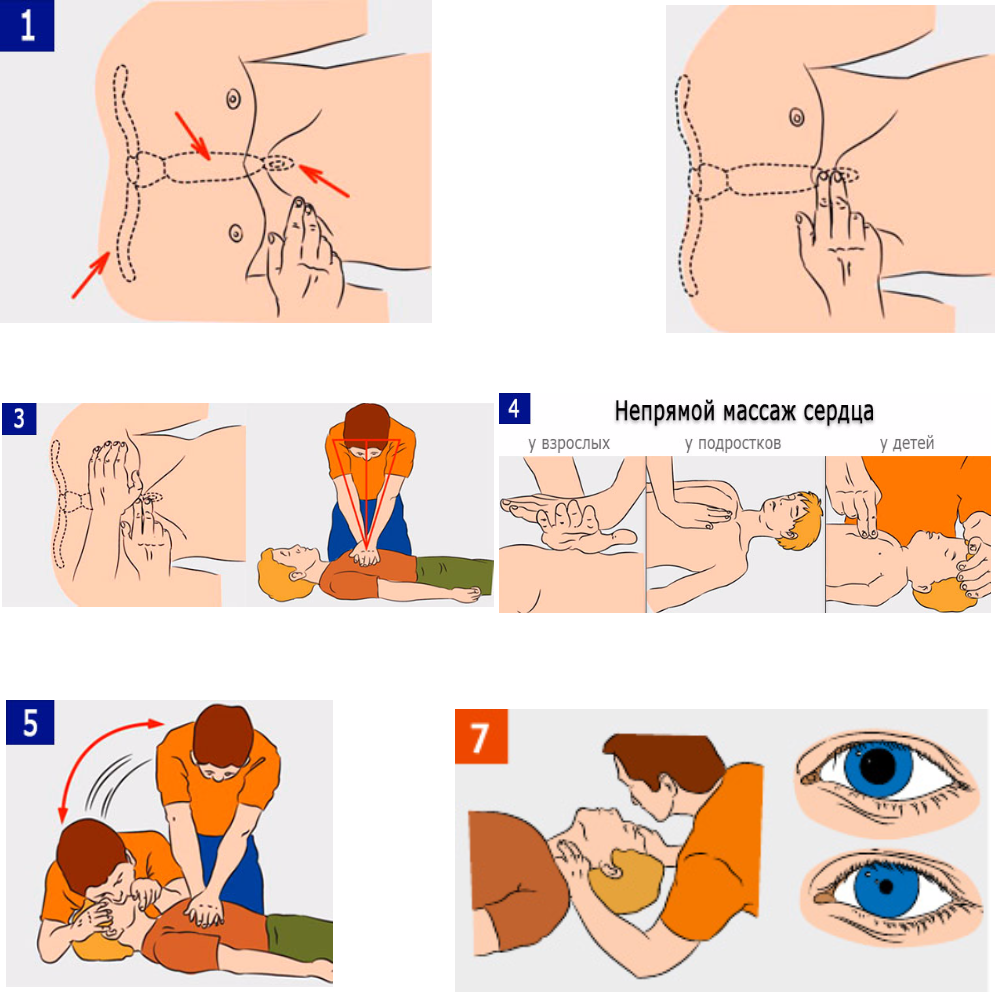 1
3
4
Непрямой массаж сердца
у взрослых
у подростков
у детей
5
7